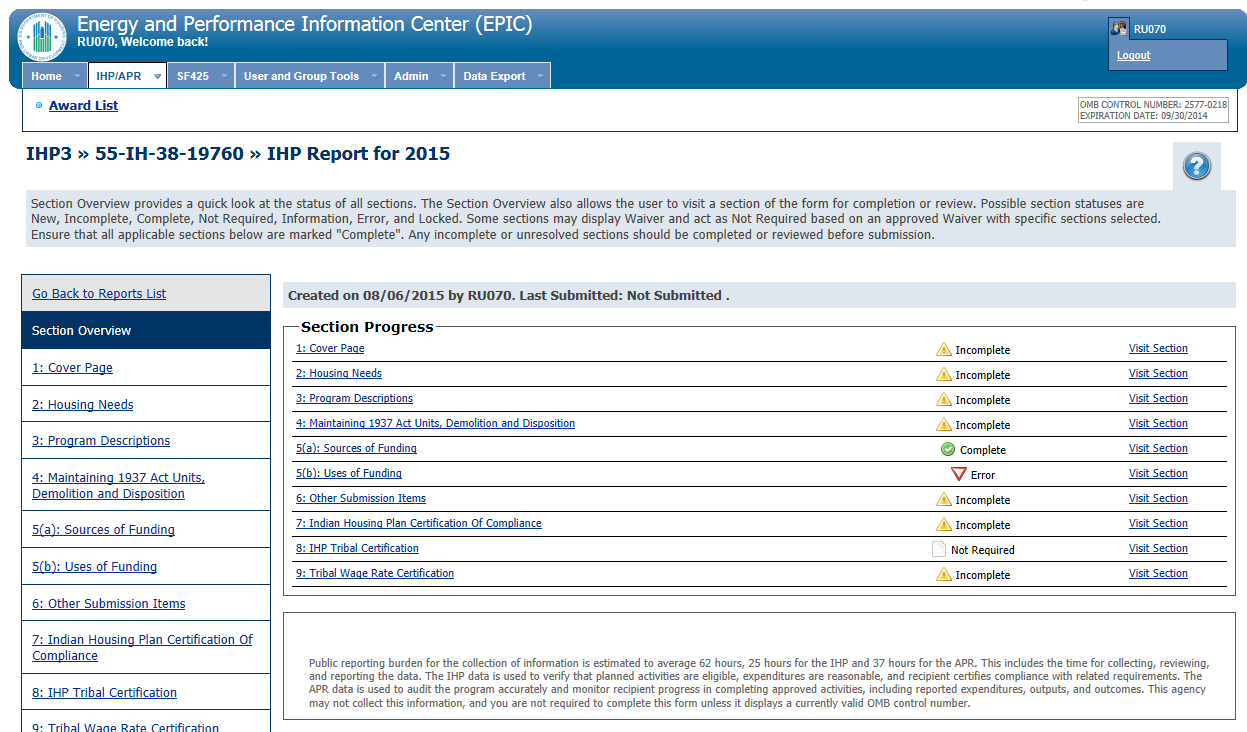 Energy and Performance Information Center (EPIC)
RU070, Welcome back!
RU070
Logout
Home
IHP/APR
SF425
User and Group Tools
Admin
Data Export
Award List
OMB CONTROL NUMBER: 2577-0218
EXPIRATION DATE: 09/30/2014
IHP3 » 55-IH-38-19760 » IHP Report for 2015
Section Overview provides a quick look at the status of all sections. The Section Overview also allows the user to visit a section of the form for completion or review. Possible section statuses are
New, Incomplete, Complete, Not Required, Information, Error, and Locked. Some sections may display Waiver and act as Not Required based on an approved Waiver with specific sections selected.
Ensure that all applicable sections below are marked "Complete". Any incomplete or unresolved sections should be completed or reviewed before submission.
Go Back to Reports List
Section Overview
1: Cover Page
2: Housing Needs
3: Program Descriptions
4: Maintaining 1937 Act Units,
Demolition and Disposition
5(a): Sources of Funding
5(b): Uses of Funding
6: Other Submission Items
7: Indian Housing Plan Certification Of
Compliance
8: IHP Tribal Certification
9: Tribal Wage Rate Certification
Created on 08/06/2015 by RU070. Last Submitted: Not Submitted .
Section Progress
1: Cover Page Incomplete Visit Section
2: Housing Needs Incomplete Visit Section
3: Program Descriptions Incomplete Visit Section
4: Maintaining 1937 Act Units, Demolition and Disposition Incomplete Visit Section
5(a): Sources of Funding Complete Visit Section
5(b): Uses of Funding Error Visit Section
6: Other Submission Items Incomplete Visit Section
7: Indian Housing Plan Certification Of Compliance Incomplete Visit Section
8: IHP Tribal Certification Not Required Visit Section
9: Tribal Wage Rate Certification Incomplete Visit Section
Public reporting burden for the collection of information is estimated to average 62 hours, 25 hours for the IHP and 37 hours for the APR. This includes the time for collecting, reviewing,
and reporting the data. The IHP data is used to verify that planned activities are eligible, expenditures are reasonable, and recipient certifies compliance with related requirements. The
APR data is used to audit the program accurately and monitor recipient progress in completing approved activities, including reported expenditures, outputs, and outcomes. This agency
may not collect this information, and you are not required to complete this form unless it displays a currently valid OMB control number.